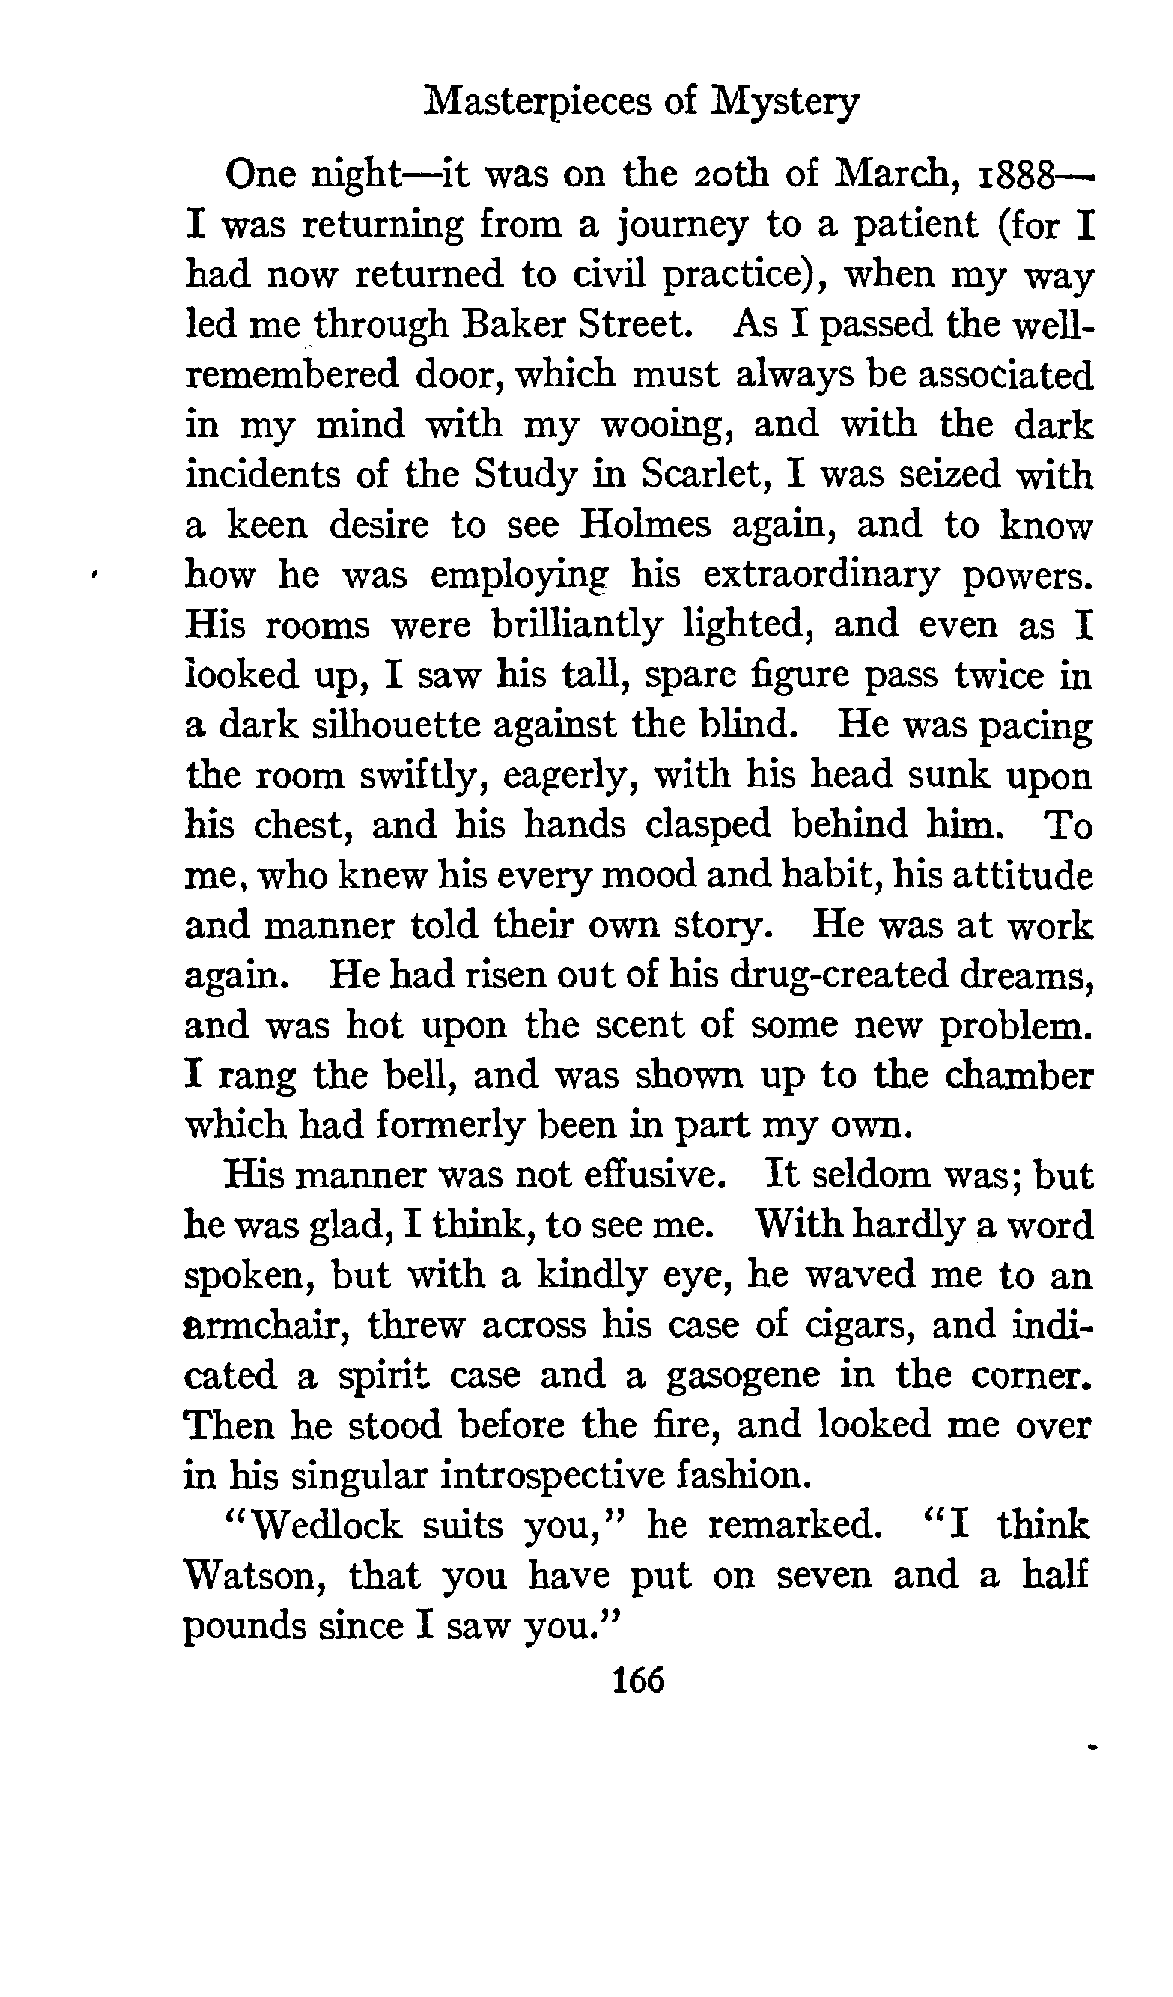 Masterpieces of Mystery
One night—it was on the 20th of March, 1888—
I was returning from a journey to a patient (for I
had now returned to civil practice), when my way
led me through Baker Street. As I passed the well-
remembered door, which must always be associated
in my mind with my wooing, and with the dark
incidents of the Study in Scarlet, I was seized with
a keen desire to see Holmes again, and to know
how he was employing his extraordinary powers.
His rooms were brilliantly lighted, and even as I
looked up, I saw his tall, spare figure pass twice in
a dark silhouette against the blind. He was pacing
the room swiftly, eagerly, with his head sunk upon
his chest, and his hands clasped behind him. To
me, who knew his every mood and habit, his attitude
and manner told their own story. He was at work
again. He had risen out of his drug-created dreams,
and was hot upon the scent of some new problem.
I rang the bell, and was shown up to the chamber
which had formerly been in part my own.
His manner was not effusive. It seldom was; but
he was glad, I think, to see me. With hardly a word
spoken, but with a kindly eye, he waved me to an
armchair, threw across his case of cigars, and indi-
cated a spirit case and a gasogene in the corner.
Then he stood before the fire, and looked me over
in his singular introspective fashion.
"Wedlock suits you," he remarked. "I think
Watson, that you have put on seven and a half
pounds since I saw you."
166